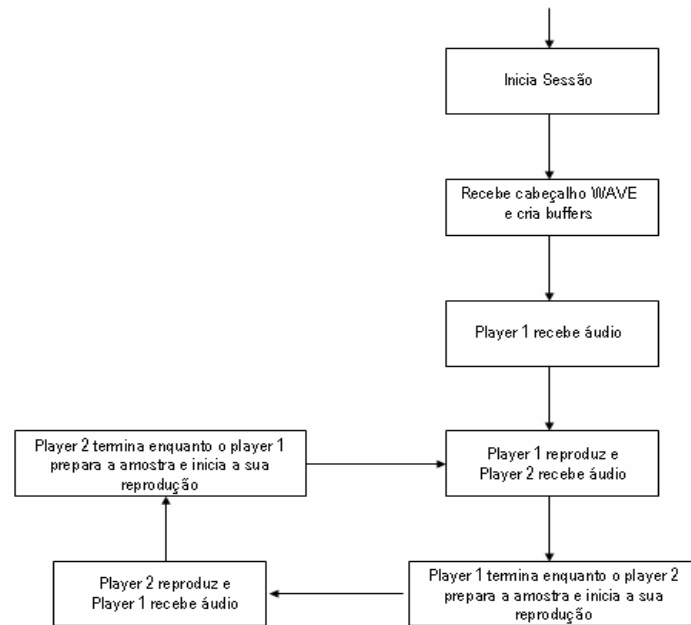 Inicia Sessão
Recebe cabeçalho WAVE
e cria buffers
Player 1 recebe áudio
Player 1 reproduz e
Player 2 recebe áudio
Player 1 termina enquanto o player 2
prepara a amostra e inicia a sua
reprodução
Player 2 reproduz e
Player 1 recebe áudio
Player 2 termina enquanto o player 1
prepara a amostra e inicia a sua
reprodução